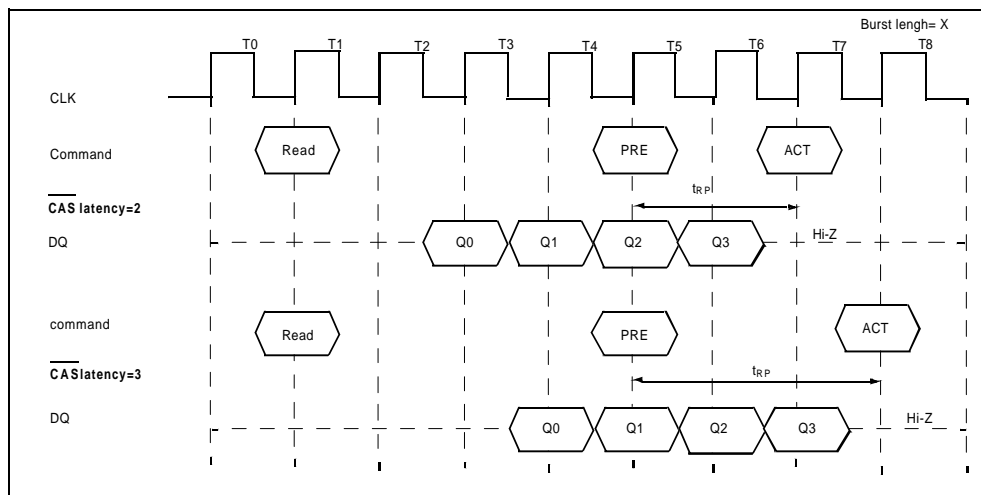 Burst lengh= X
T0 T1 T2 T3 T4 T5 T6 T7 T8
CLK
Command Read PRE ACT
tRP
CAS latency=2
DQ Q0 Q1 Q2 Q3 Hi-Z
command Read PRE ACT
CASlatency=3
tRP
DQ Q0 Q1 Q2 Q3 Hi-Z